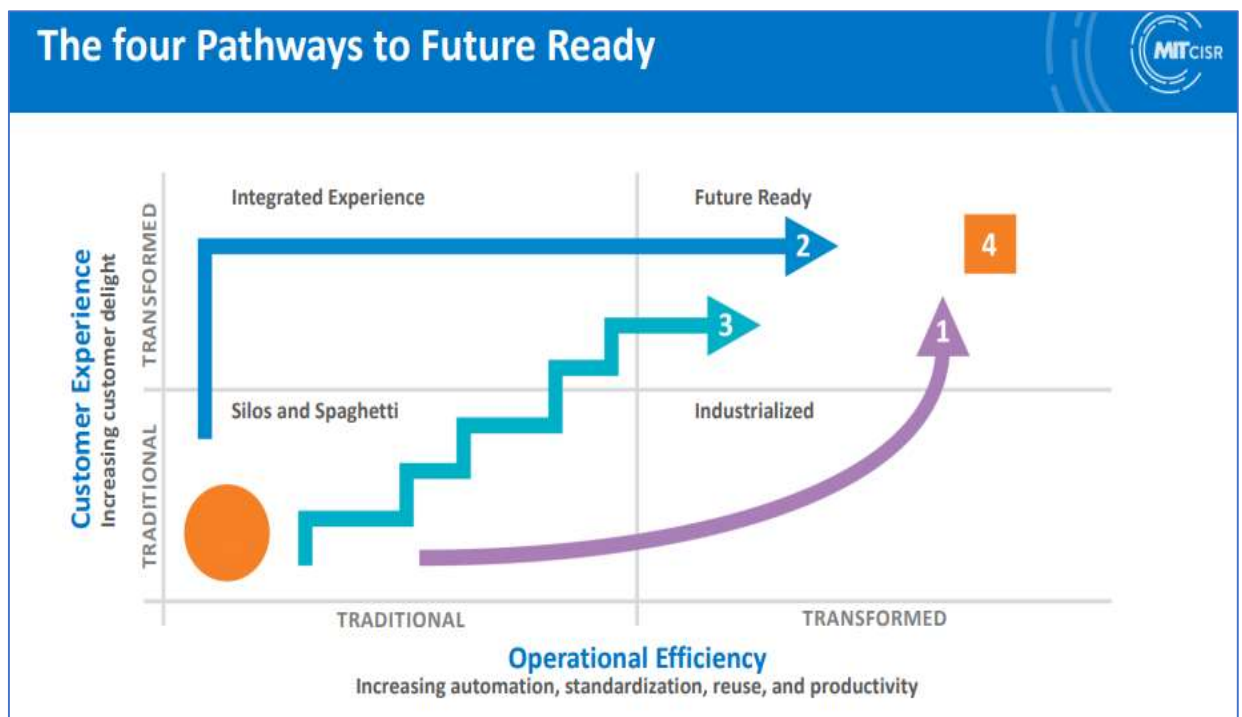 The four Pathways to Future Ready
MITCISR
Integrated Experience
Future Ready
2
4
3
1
Silos and Spaghetti
Industrialized
Customer Experience
Increasing customer delight
TRANSFORMED
TRADITIONAL
TRADITIONAL
TRANSFORMED
Operational Efficiency
Increasing automation, standardization, reuse, and productivity